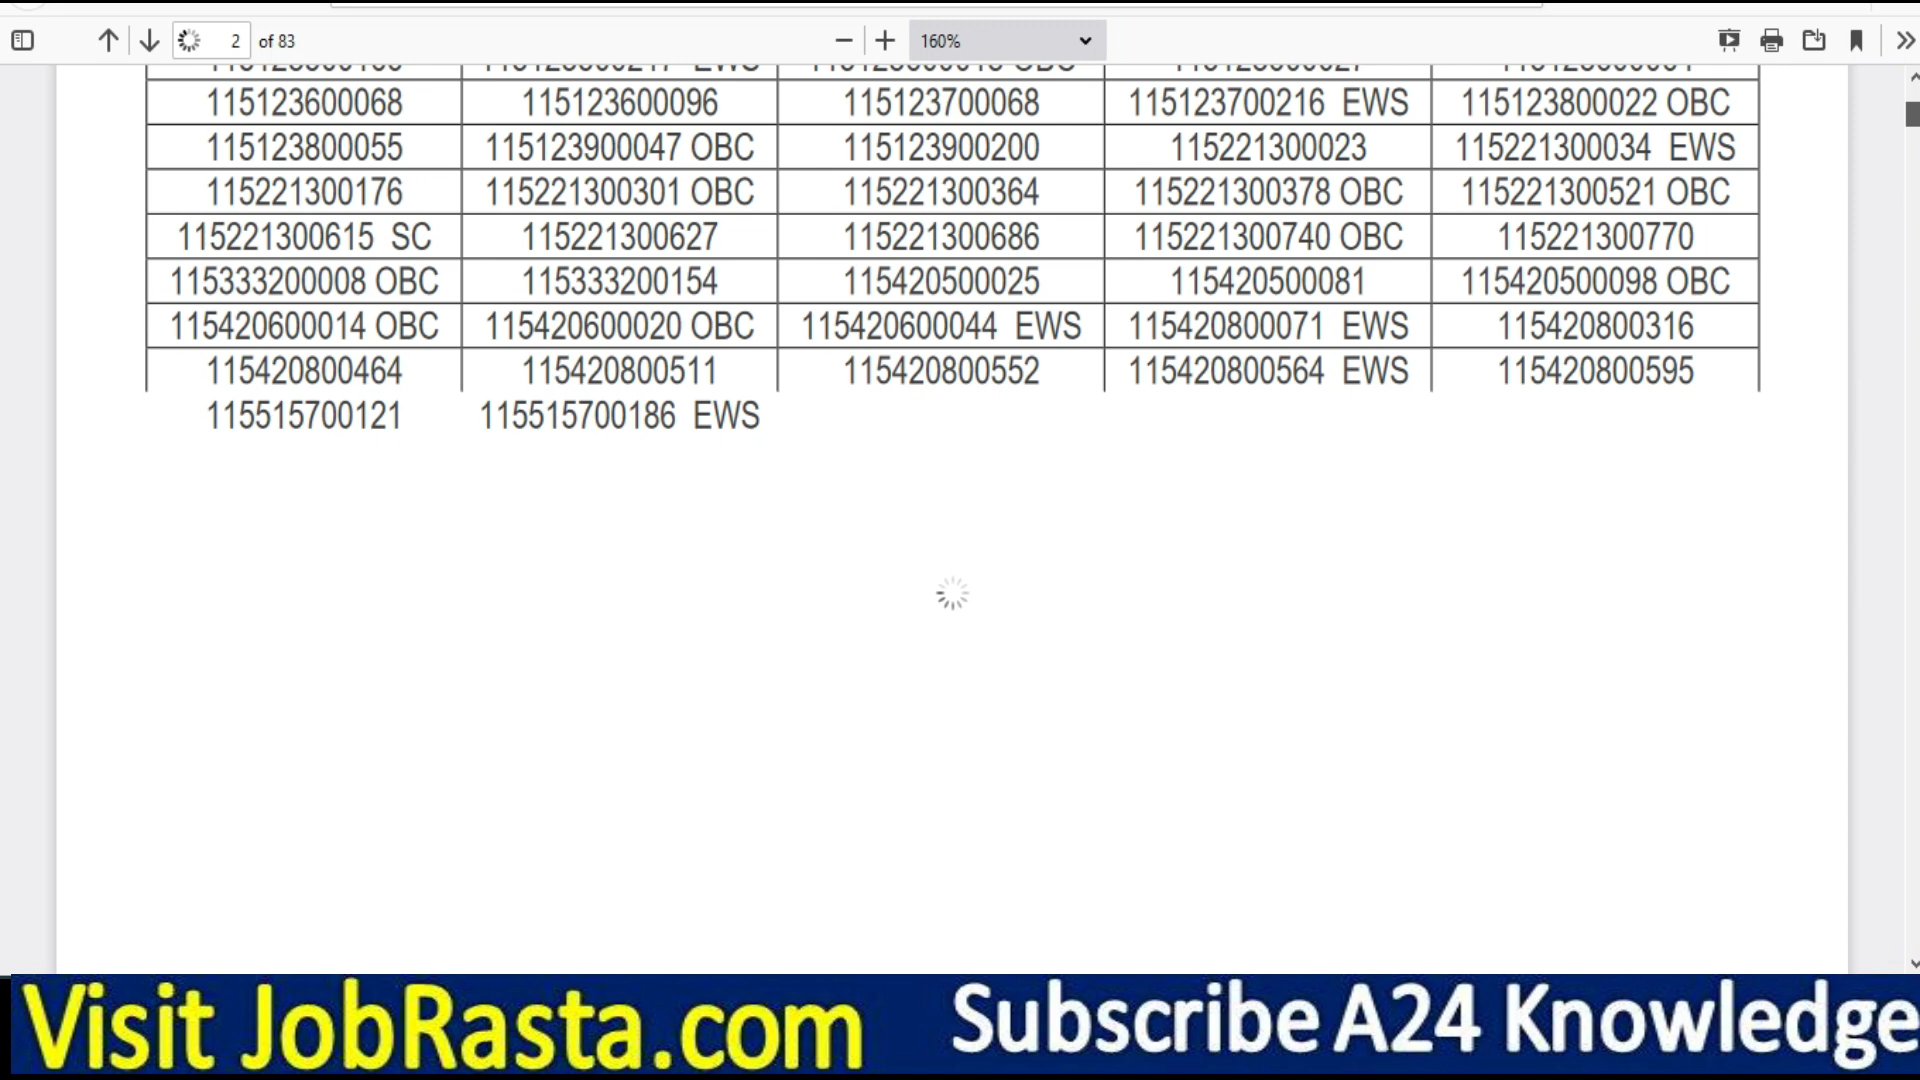 2 of 83 160%
115123600068 115123600096 115123700068 115123700216 EWS 115123800022 OBC
115123800055 115123900047 OBC 115123900200 115221300023 115221300034 EWS
115221300176 115221300301 OBC 115221300364 115221300378 OBC 115221300521 OBC
115221300615 SC 115221300627 115221300686 115221300740 OBC 115221300770
115333200008 OBC 115333200154 115420500025 115420500081 115420500098 OBC
115420600014 OBC 115420600020 OBC 115420600044 EWS 115420800071 EWS 115420800316
115420800464 115420800511 115420800552 115420800564 EWS 115420800595
115515700121 115515700186 EWS
Visit JobRasta.com Subscribe A24 Knowledge